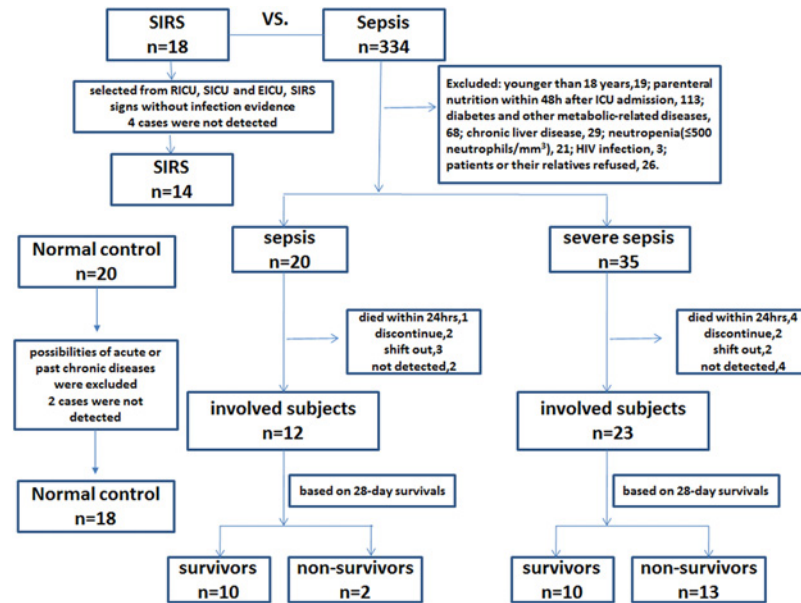 SIRS
n=18
VS.
Sepsis
n=334
selected from RICU, SICU and EICU, SIRS
signs without infection evidence
4 cases were not detected
SIRS
n=14
Excluded: younger than 18 years,19; parenteral
nutrition within 48h after ICU admission, 113;
diabetes and other metabolic-related diseases,
68; chronic liver disease, 29; neutropenia(≤500
neutrophils/mm³), 21; HIV infection, 3;
patients or their relatives refused, 26.
Normal control
n=20
possibilities of acute or
past chronic diseases
were excluded
2 cases were not
detected
Normal control
n=18
sepsis
n=20
died within 24hrs,1
discontinue,2
shift out,3
not detected,2
involved subjects
n=12
based on 28-day survivals
survivors
n=10
non-survivors
n=2
severe sepsis
n=35
died within 24hrs,4
discontinue,2
shift out,2
not detected,4
involved subjects
n=23
based on 28-day survivals
survivors
n=10
non-survivors
n=13